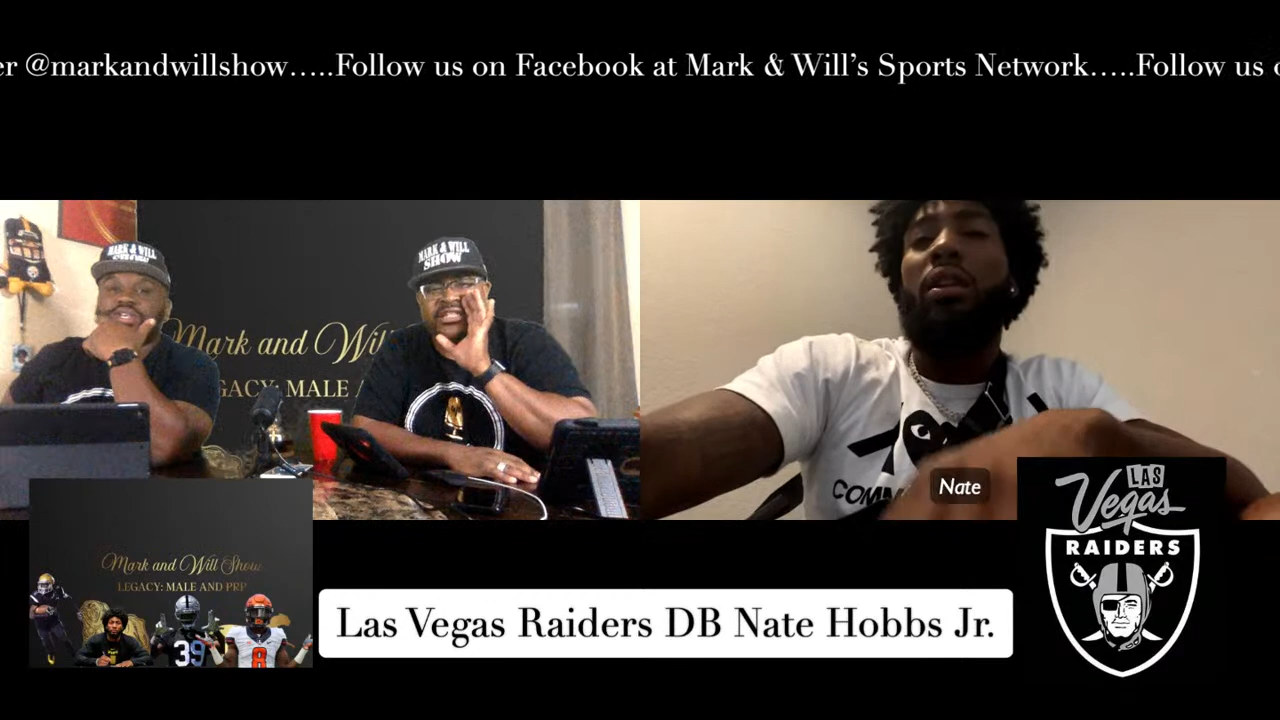 er @markandwillshow…..Follow us on Facebook at Mark & Will’s Sports Network…..Follow us
MARK & WILL
SHOW
MARK & WILL
SHOW
Mark and Wil
GACY: MALE A
COMM
Nate
LAS
Vegas
RAIDERS
Mark and Will Show
LEGACY: MALE AND PRP
39
8
Las Vegas Raiders DB Nate Hobbs Jr.